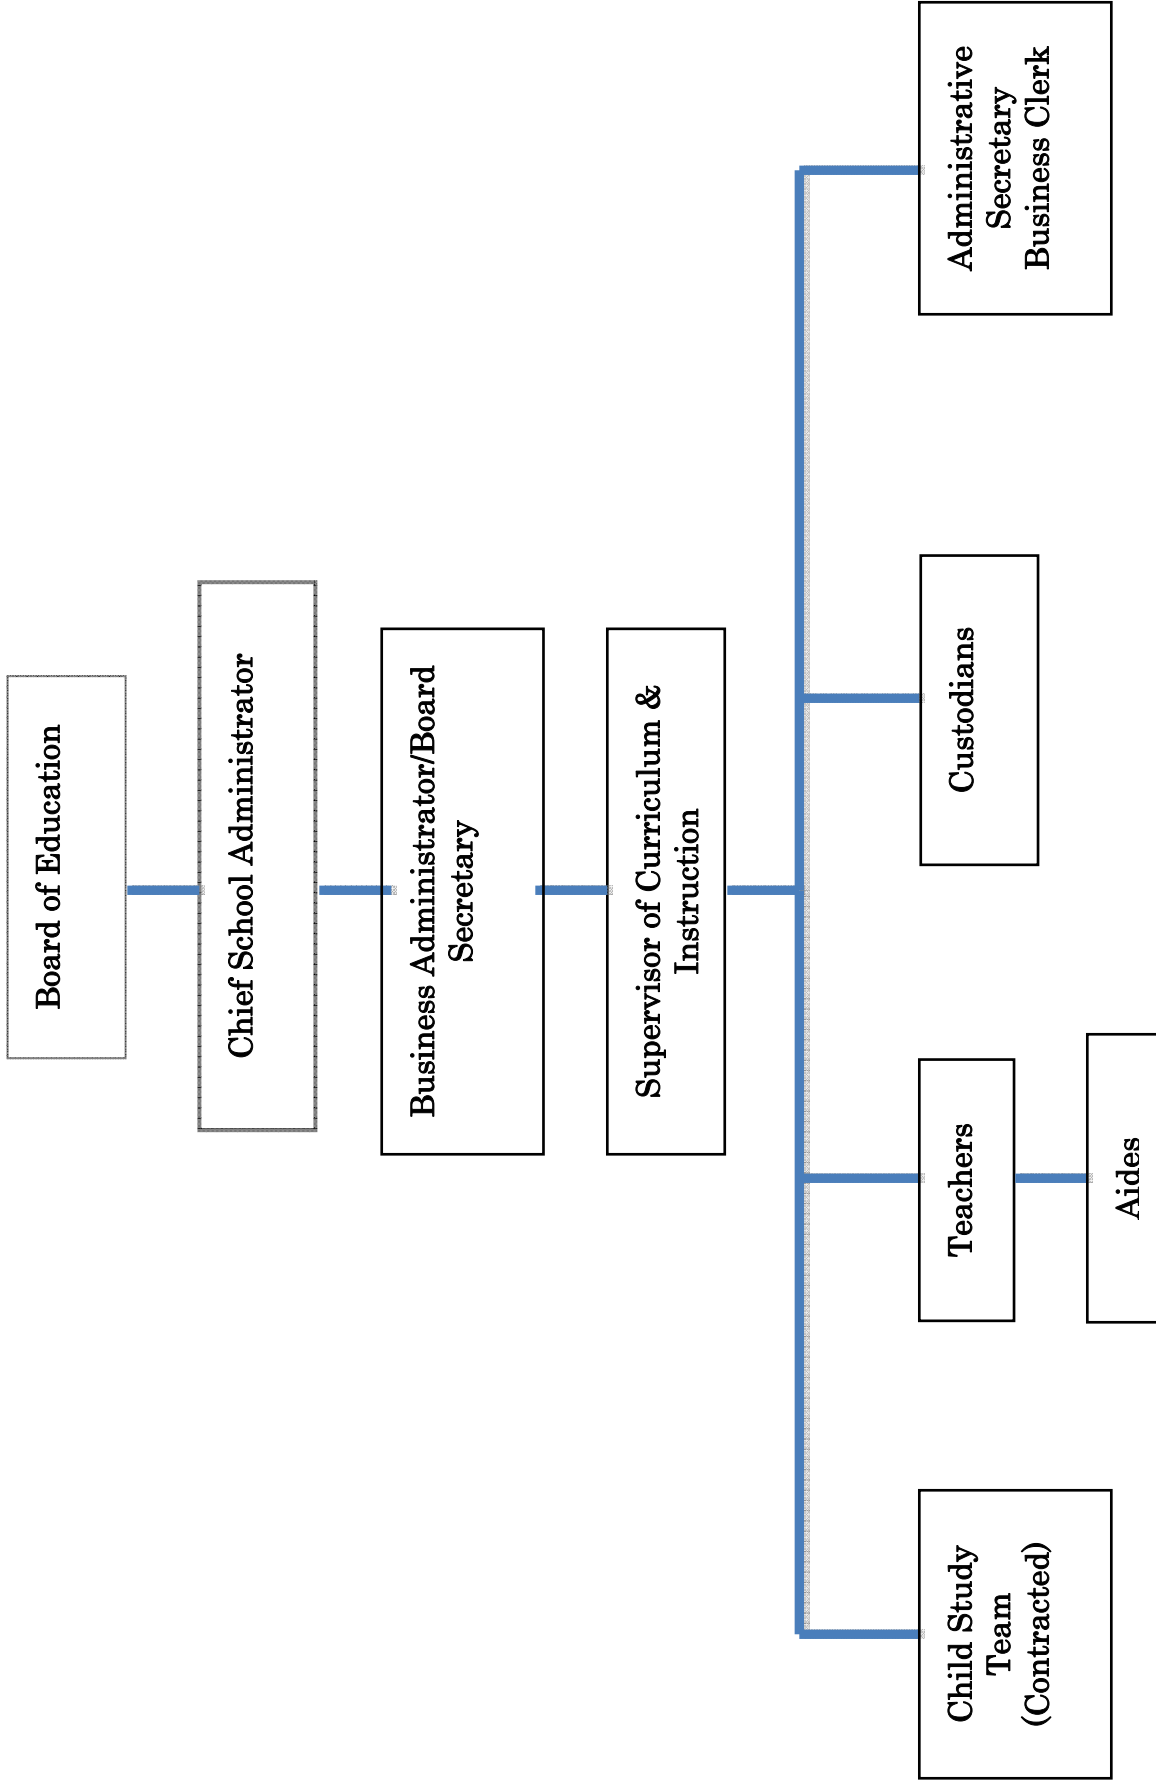 Board of Education
Chief School Administrator
Business Administrator/Board
Secretary
Supervisor of Curriculum &
Instruction
Child Study
Team
(Contracted)
Teachers
Custodians
Administrative
Secretary
Business Clerk
Aides